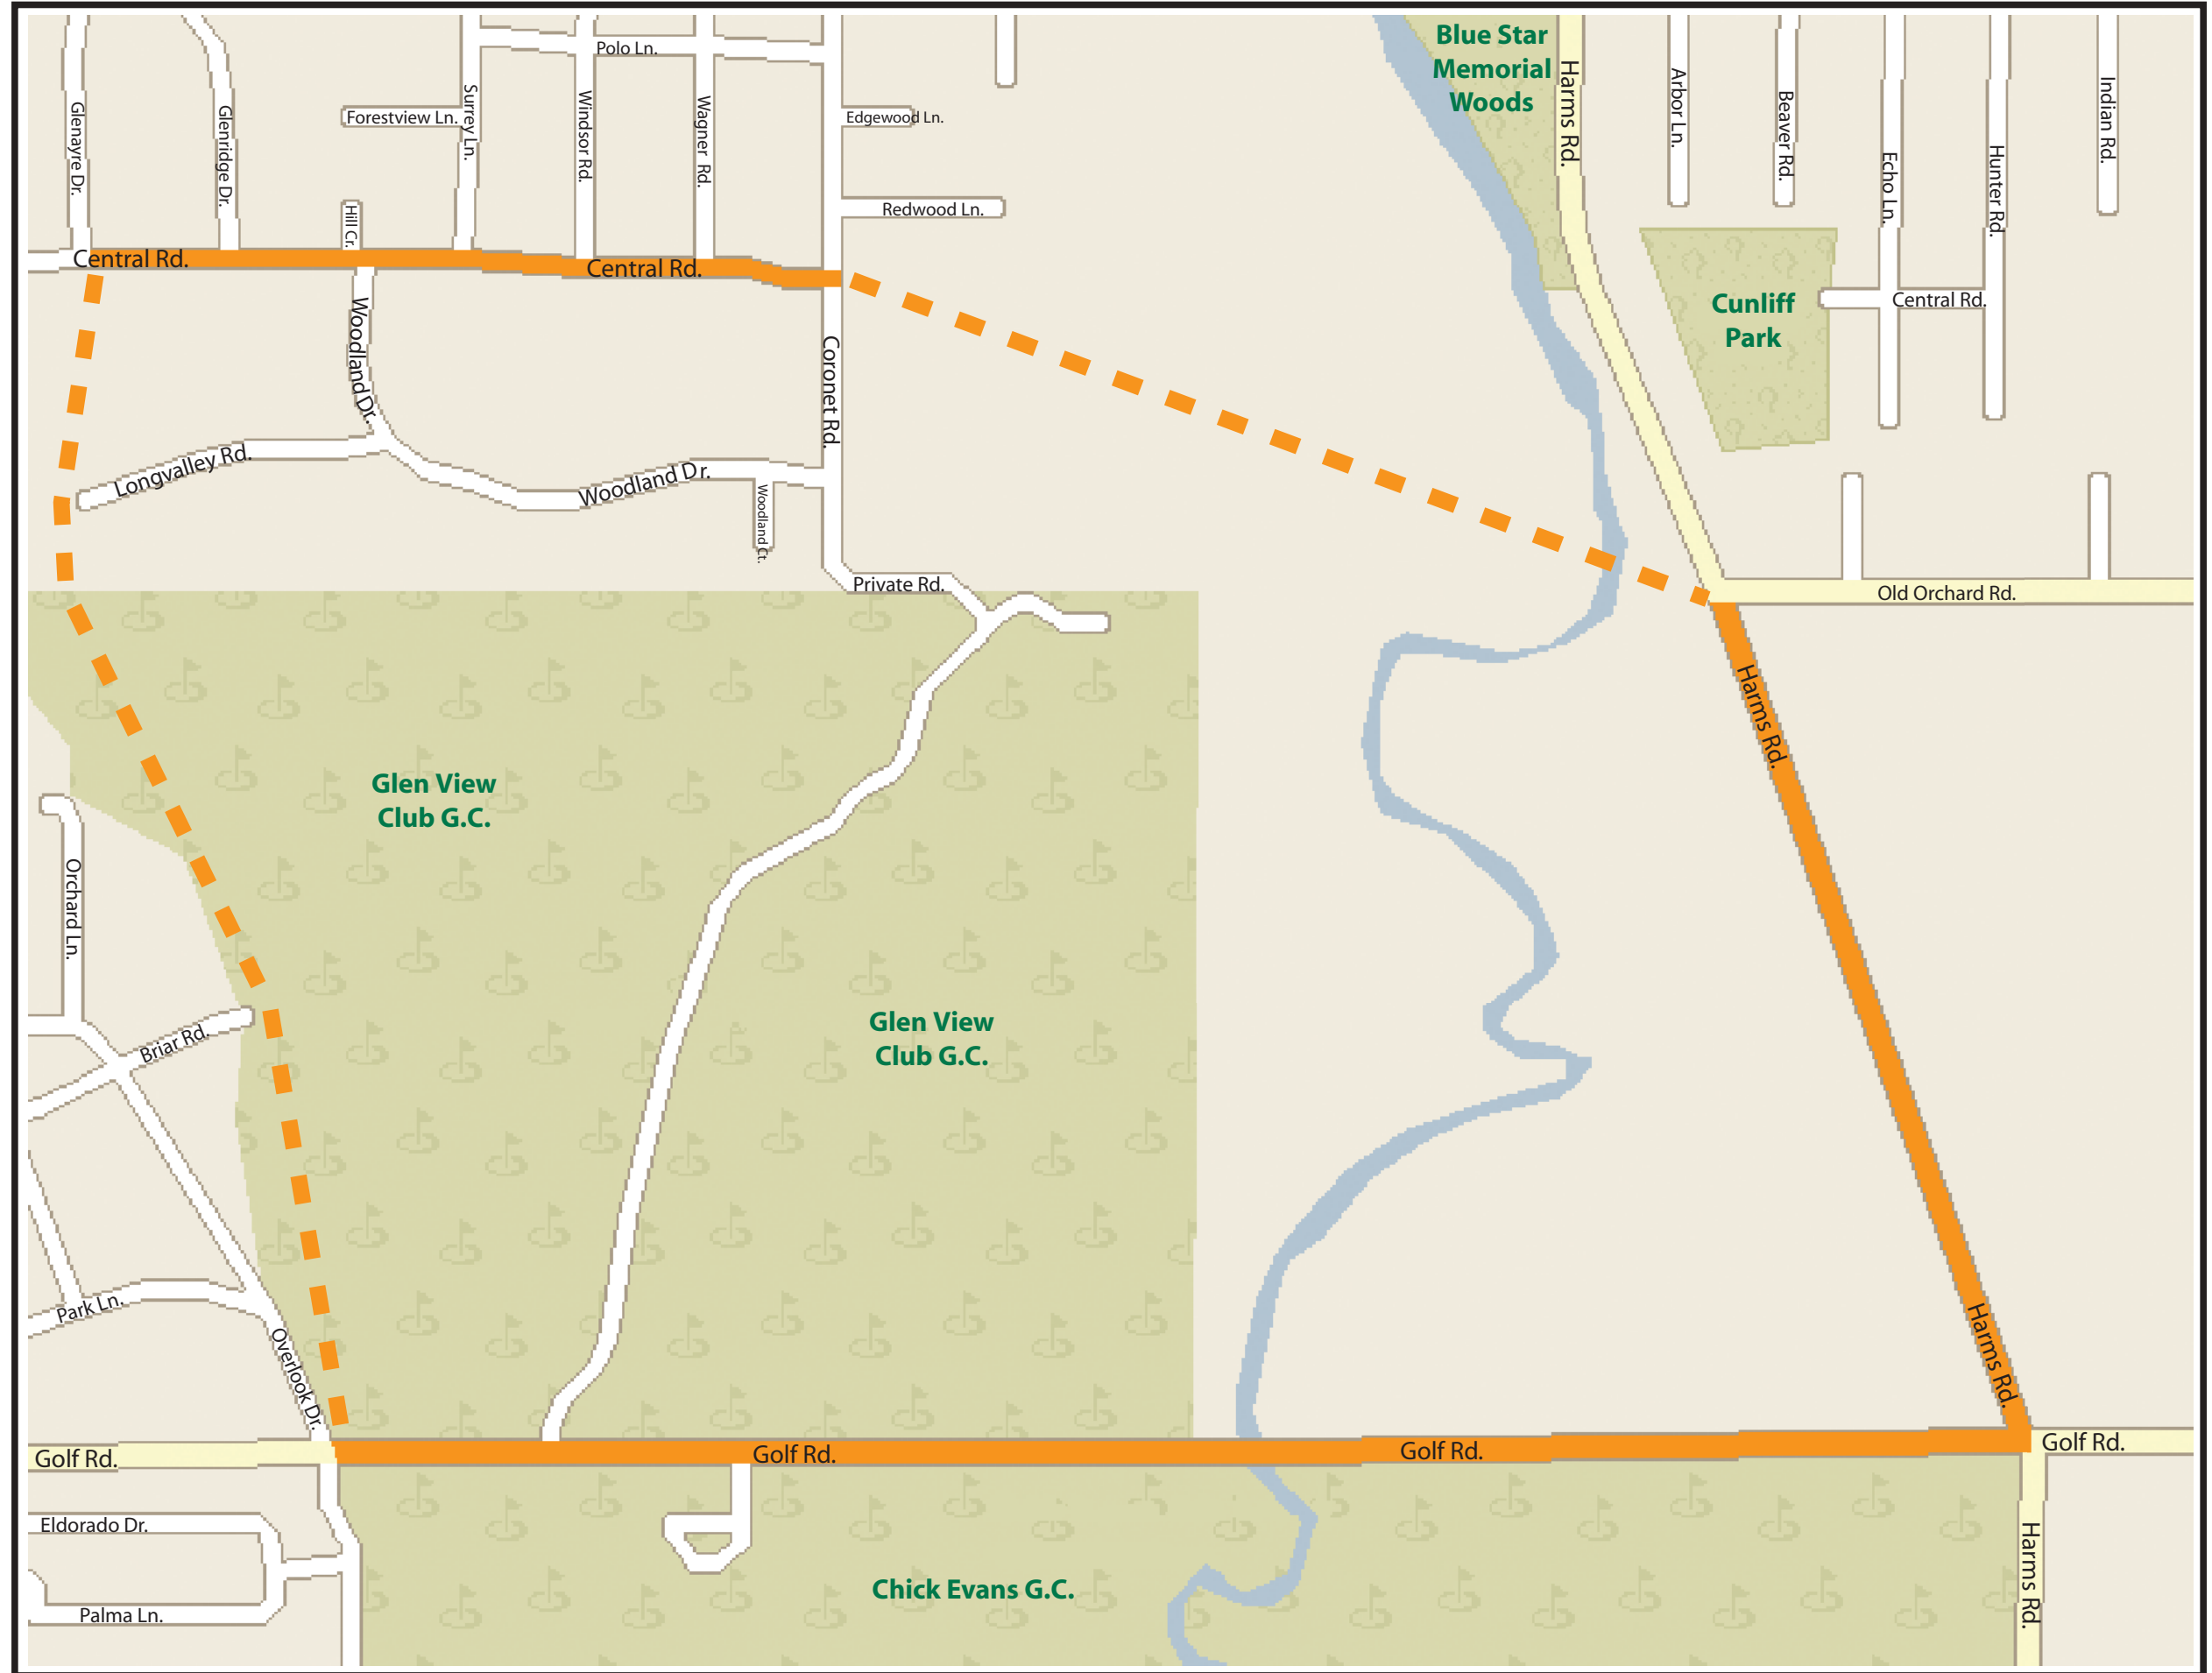 Blue Star
Memorial
Woods
Polo Ln.
Glenayre Dr.
Glenridge Dr.
Forestview Ln.
Surrey Ln.
Windsor Rd.
Wagner Rd.
Edgewood Ln.
Harms Rd.
Arbor Ln.
Beaver Rd.
Echo Ln.
Hunter Rd.
Indian Rd.
Hill Cr.
Redwood Ln.
Central Rd.
Central Rd.
Cunliff
Park
Central Rd.
Woodland Dr.
Coronet Rd.
Longvalley Rd.
Woodland Dr.
Woodland Ct.
Private Rd.
Old Orchard Rd.
Harms Rd.
Glen View
Club G.C.
Orchard Ln.
Glen View
Club G.C.
Briar Rd.
Park Ln.
Overlook Dr.
Harms Rd.
Golf Rd.
Golf Rd.
Golf Rd.
Golf Rd.
Eldorado Dr.
Harms Rd.
Chick Evans G.C.
Palma Ln.